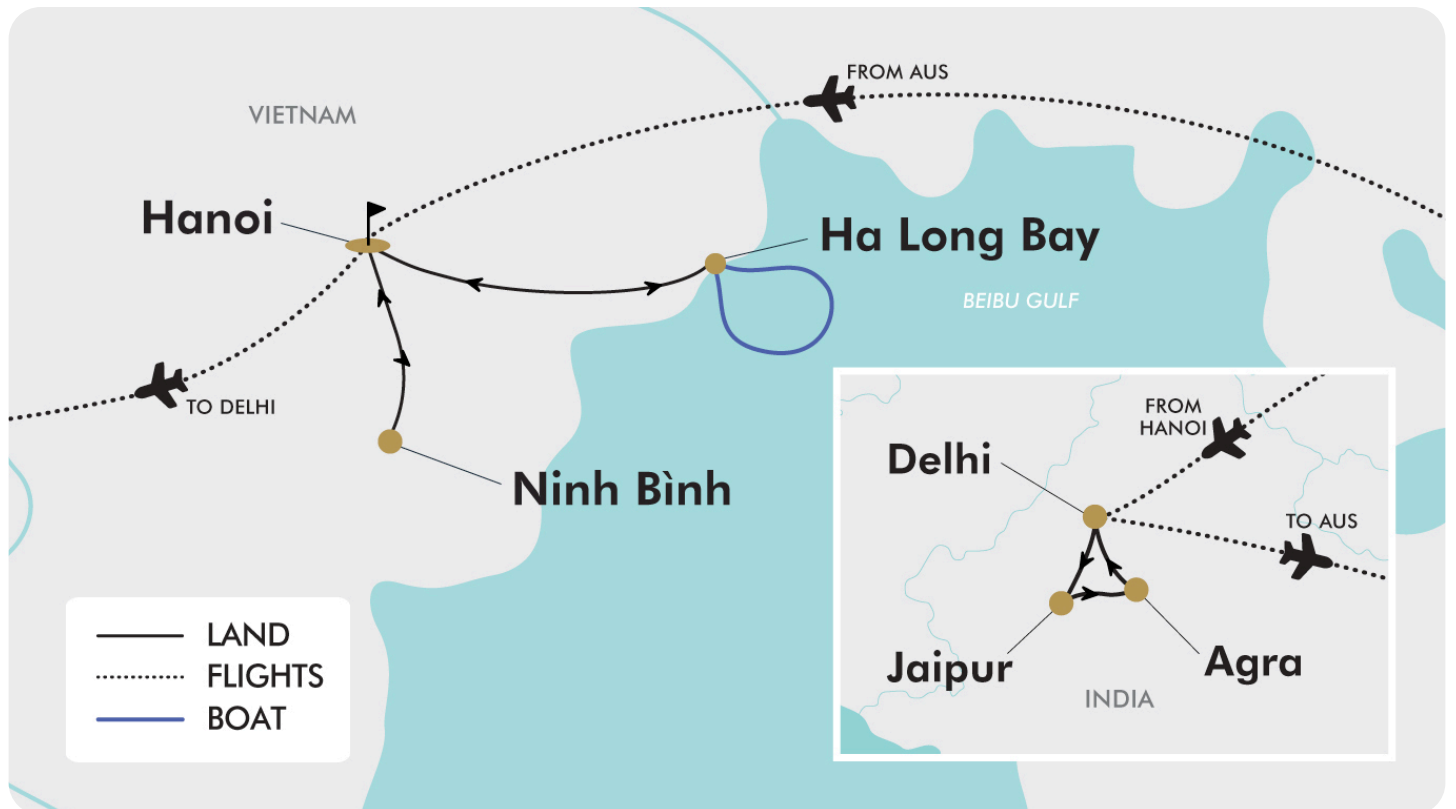 FROM AUS
VIETNAM
Hanoi
Ha Long Bay
BEIBU GULF
TO DELHI
Ninh Bình
FROM
HANOI
Delhi
TO AUS
Jaipur
Agra
INDIA
LAND
FLIGHTS
BOAT